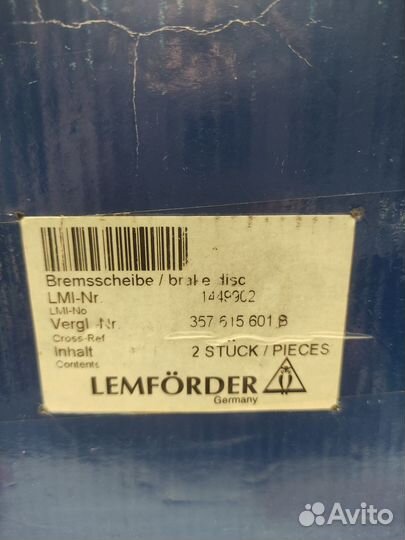 Bremsscheibe / brake disc
LMI-Nr. 1449902
LMI-No
Vergl.-Nr. 357 615 601 B
Cross-Ref
Inhalt 2 STÜCK / PIECES
Contents
LEMFÖRDER
Germany
Avito